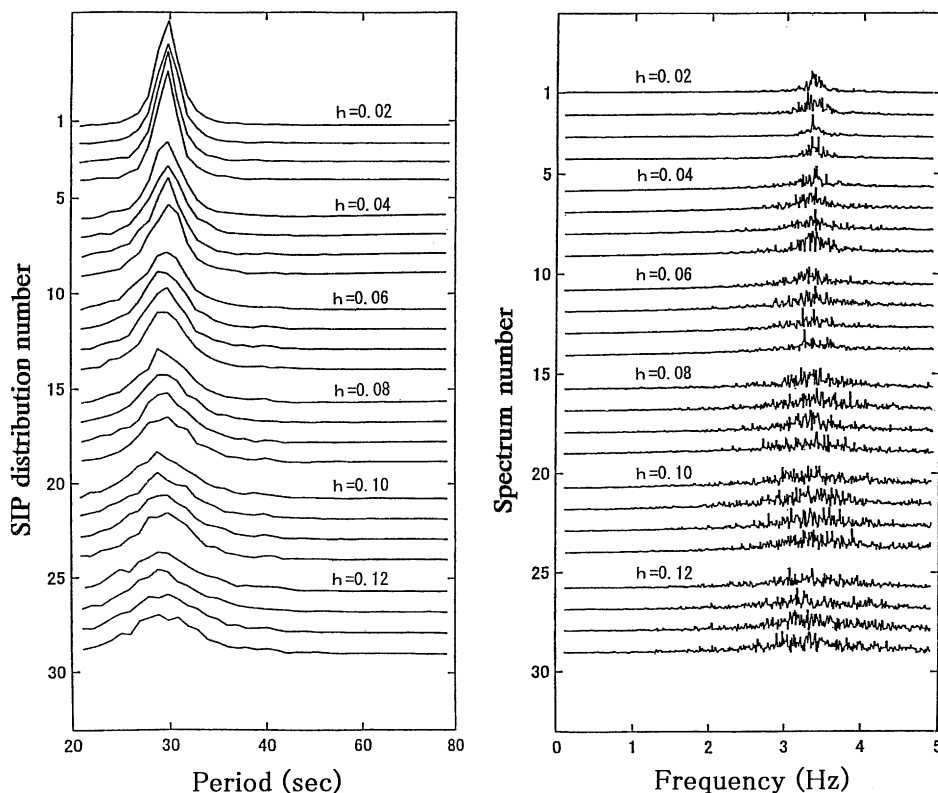 SIP distribution number
1
5
10
15
20
25
30
h=0.02
h=0.04
h=0.06
h=0.08
h=0.10
h=0.12
20
30
40
60
80
Period (sec)
Spectrum number
1
5
10
15
20
25
30
h=0.02
h=0.04
h=0.06
h=0.08
h=0.10
h=0.12
0
1
2
3
4
5
Frequency (Hz)